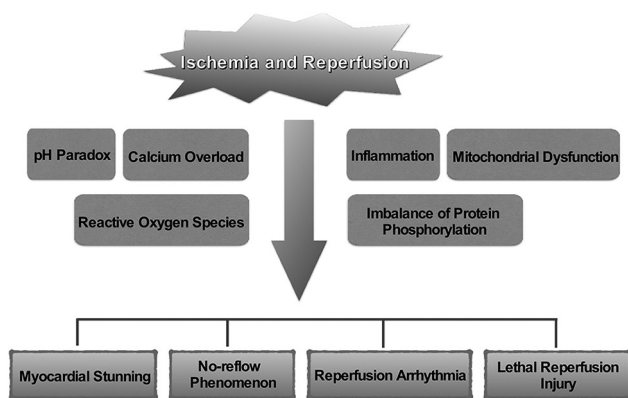 Ischemia and Reperfusion
pH Paradox
Calcium Overload
Inflammation
Mitochondrial Dysfunction
Reactive Oxygen Species
Imbalance of Protein
Phosphorylation
Myocardial Stunning
No-reflow
Phenomenon
Reperfusion Arrhythmia
Lethal Reperfusion
Injury